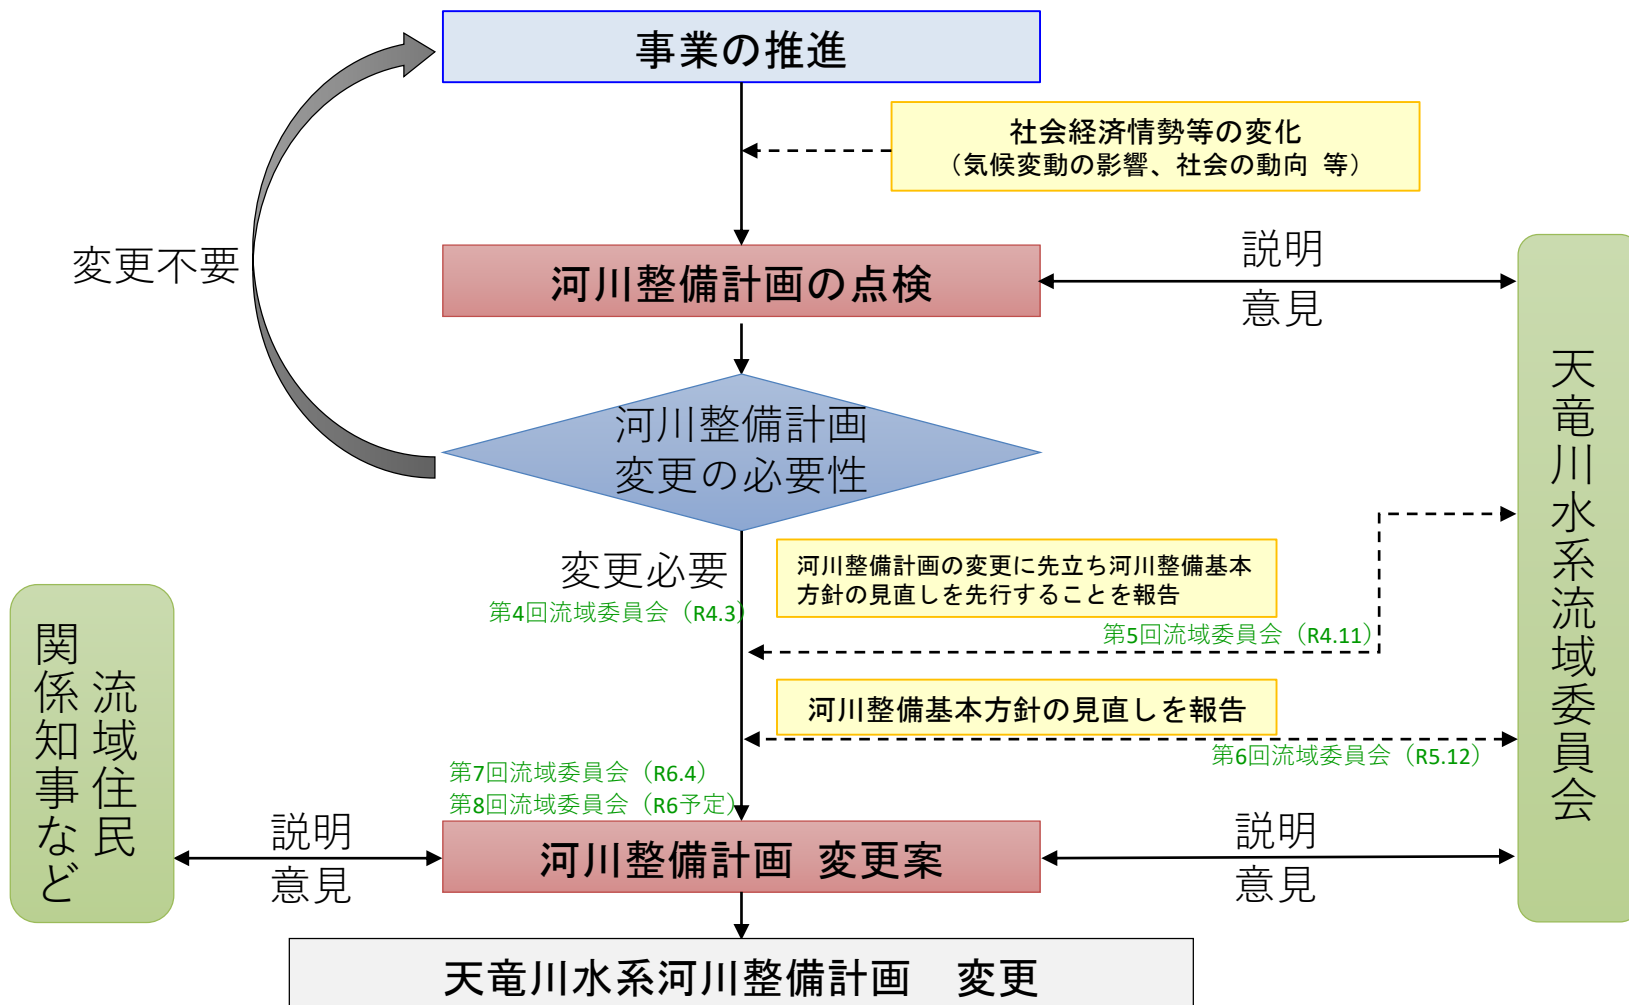 事業の推進
社会経済情勢等の変化
（気候変動の影響、社会の動向 等）
変更不要
河川整備計画の点検
説明
意見
河川整備計画
変更の必要性
天竜川水系流域委員会
変更必要
第4回流域委員会（R4.3）
河川整備計画の変更に先立ち河川整備基本
方針の見直しを先行することを報告
第5回流域委員会（R4.11）
河川整備基本方針の見直しを報告
第6回流域委員会（R5.12）
第7回流域委員会（R6.4）
第8回流域委員会（R6予定）
流域住民
関係知事など
説明
意見
河川整備計画 変更案
説明
意見
天竜川水系河川整備計画　変更